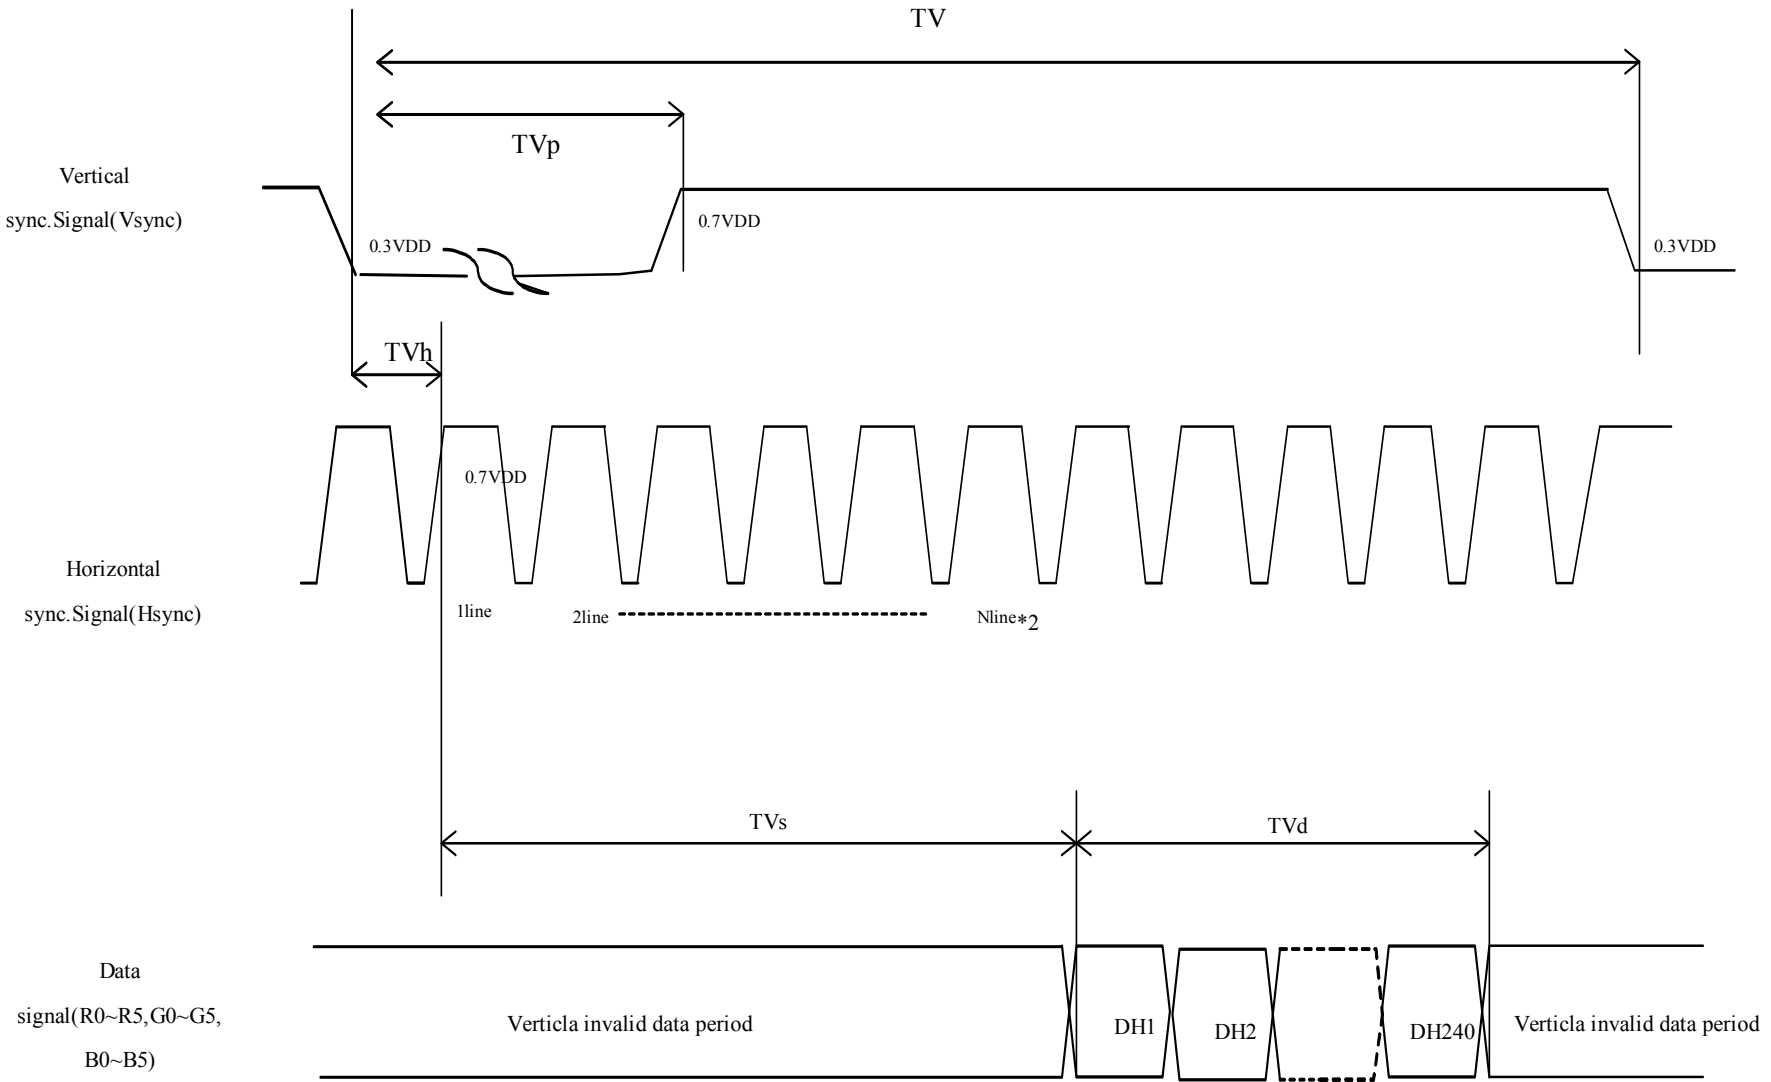 TV
TVp
Vertical
sync.Signal(Vsync)
0.7VDD
0.3VDD
0.3VDD
TVh
0.7VDD
Horizontal
sync.Signal(Hsync)
1line
2line
Nline*2
TVs
TVd
Data
signal(R0~R5,G0~G5,
B0~B5)
Verticla invalid data period
DH1
DH2
DH240
Verticla invalid data period